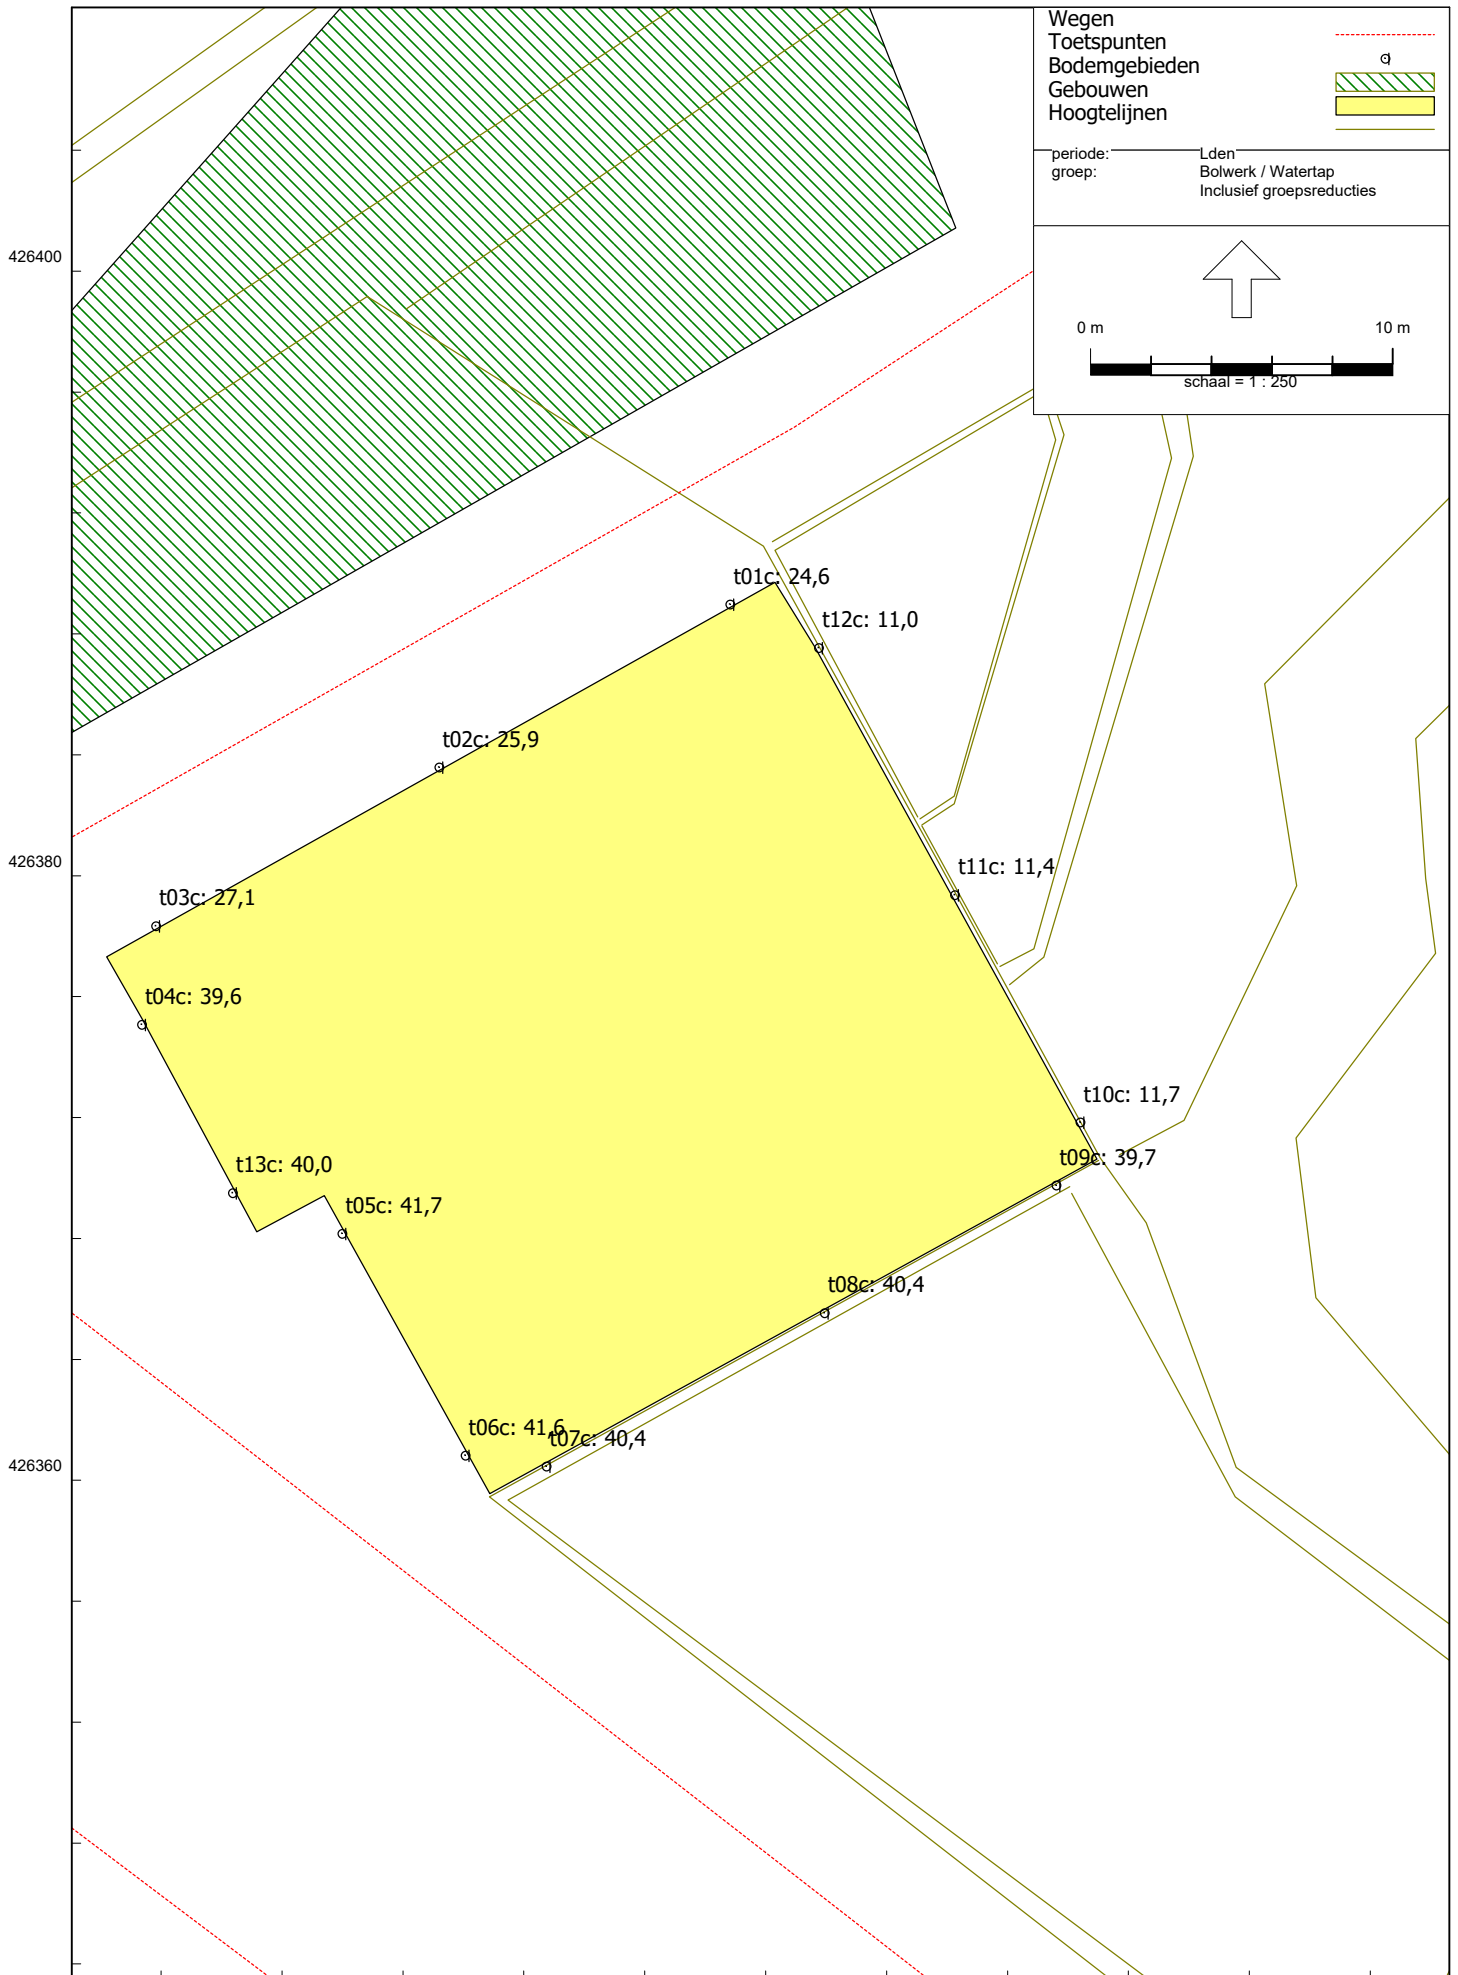 Wegen
Toetspunten
Bodemgebieden
Gebouwen
Hoogtelijnen
periode: Lden
groep: Bolwerk / Watertap
Inclusief groepsreducties
426400
0 m 10 m
schaal = 1 : 250
t01c: 24,6
t12c: 11,0
t02c: 25,9
426380
t11c: 11,4
t03c: 27,1
t04c: 39,6
t10c: 11,7
t09c: 39,7
t13c: 40,0
t05c: 41,7
t08c: 40,4
t06c: 41,6
t07c: 40,4
426360